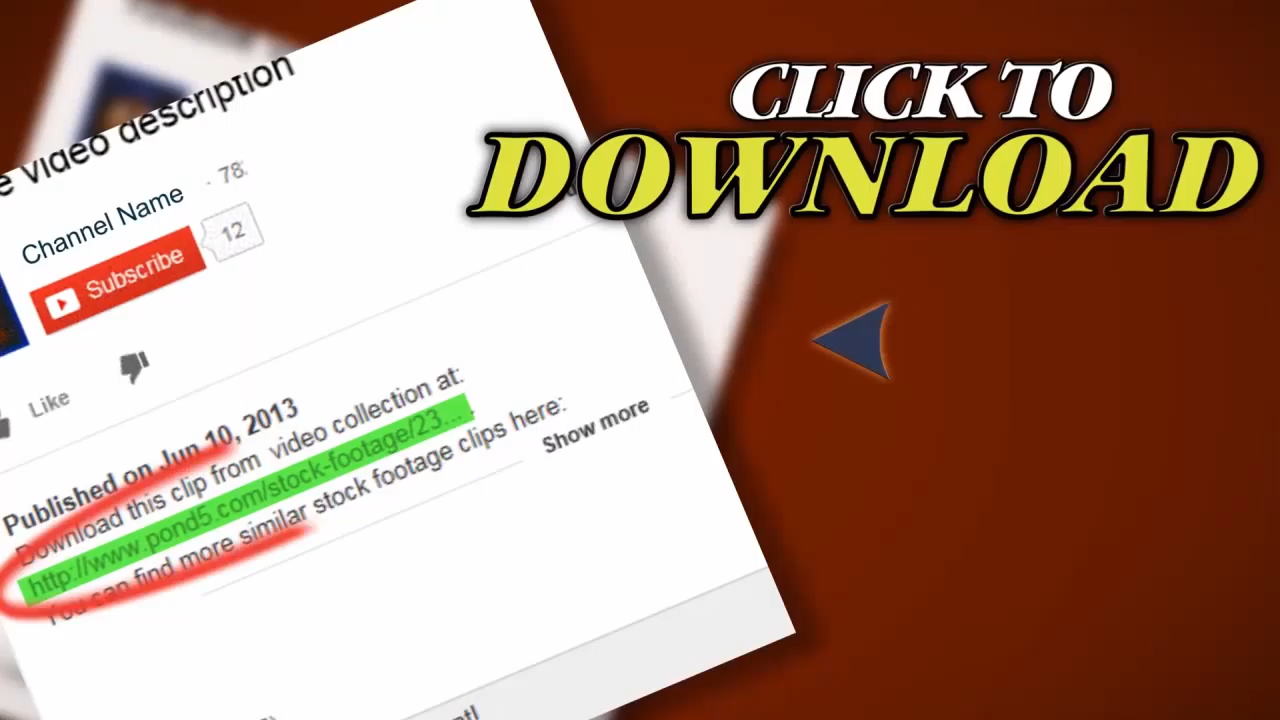 CLICK TO
DOWNLOAD
video description
Channel Name
Subscribe
12
Like
Published on Jun 10, 2013
Download this clip from video collection at:
http://www.pond5.com/stock-footage/23...
You can find more similar stock footage clips here:
Show more